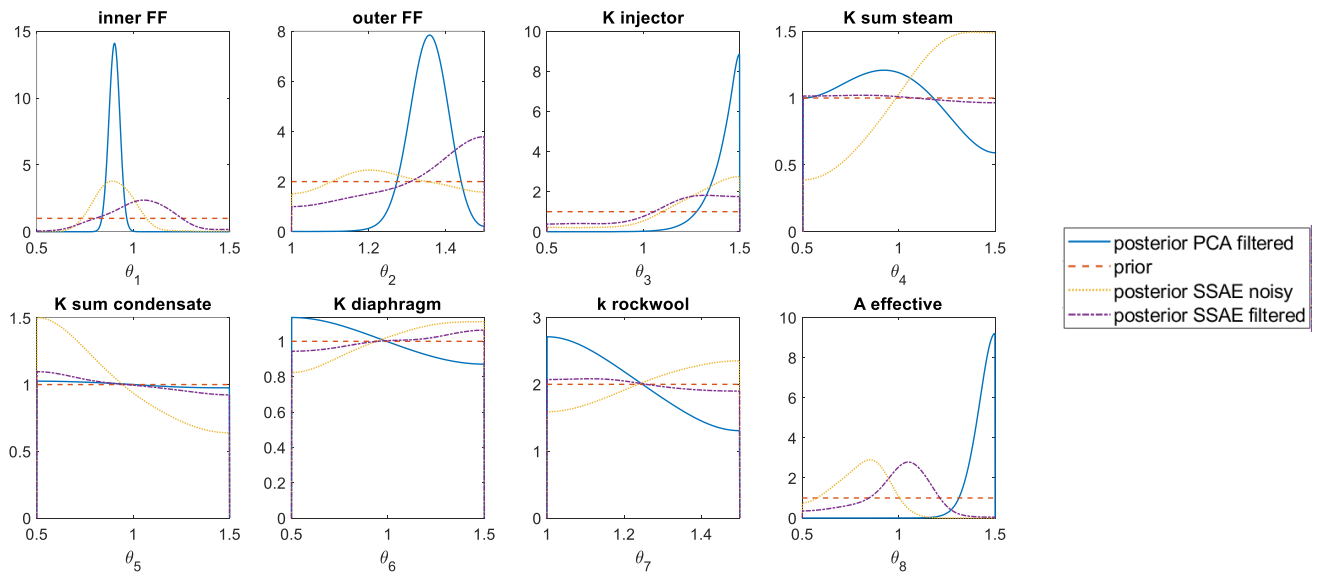 inner FF
15
10
5
0
0.5 1 1.5
θ1
outer FF
8
6
4
2
0
1 1.2 1.4
θ2
K injector
10
8
6
4
2
0
0.5 1 1.5
θ3
K sum steam
1.5
1
0.5
0
0.5 1 1.5
θ4
K sum condensate
1.5
1
0.5
0
0.5 1 1.5
θ5
K diaphragm
1
0.8
0.6
0.4
0.2
0
0.5 1 1.5
θ6
k rockwool
3
2
1
0
1 1.2 1.4
θ7
A effective
10
8
6
4
2
0
0.5 1 1.5
θ8
posterior PCA filtered
prior
posterior SSAE noisy
posterior SSAE filtered